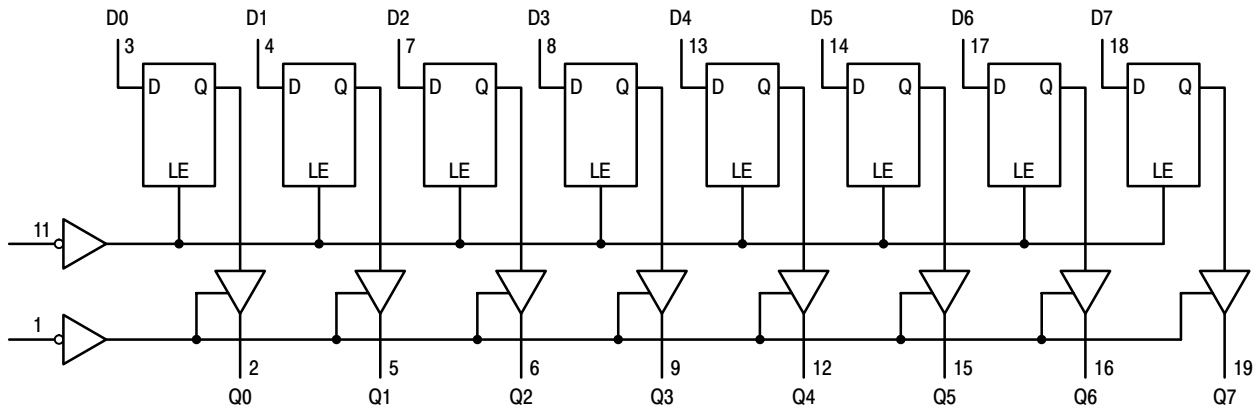 D0 D1 D2 D3 D4 D5 D6 D7
3 4 7 8 13 14 17 18
D Q D Q D Q D Q D Q D Q D Q D Q
LE LE LE LE LE LE LE LE
11
1
2 5 6 9 12 15 16 19
Q0 Q1 Q2 Q3 Q4 Q5 Q6 Q7